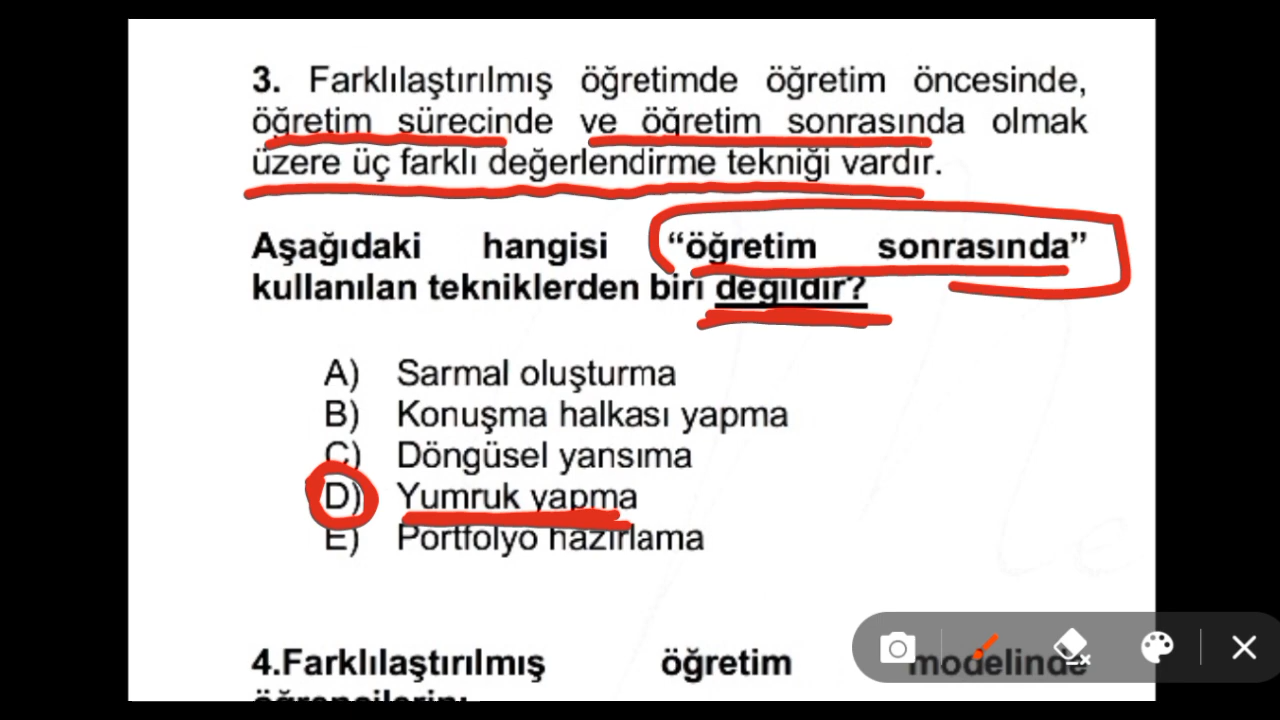 3. Farklılaştırılmış öğretimde öğretim öncesinde,
öğretim sürecinde ve öğretim sonrasında olmak
üzere üç farklı değerlendirme tekniği vardır.
Aşağıdaki hangisi "öğretim sonrasında"
kullanılan tekniklerden biri değildir?
A) Sarmal oluşturma
B) Konuşma halkası yapma
C) Döngüsel yansıma
D) Yumruk yapma
E) Portfolyo hazırlama
4.Farklılaştırılmış öğretim modelinde
öğrencilerin;